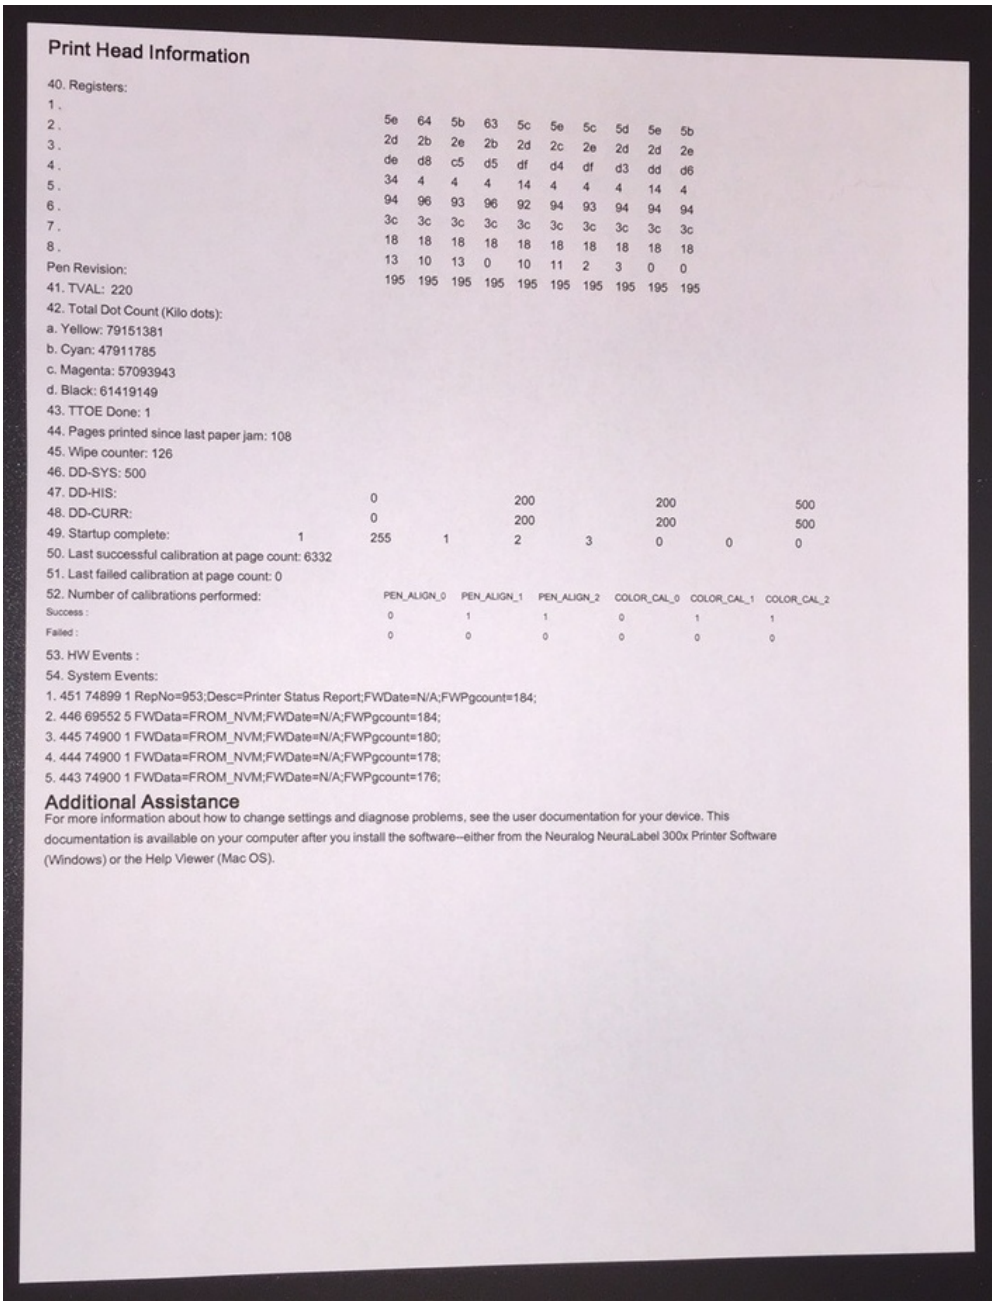 Print Head Information
40. Registers:
1.
2. 5e 64 5b 63 5c 5e 5c 5d 5e 5b
3. 2d 2b 2e 2b 2d 2c 2e 2d 2d 2e
4. de d8 c5 d5 df d4 df d3 dd d6
5. 34 4 4 4 14 4 4 4 14 4
6. 94 96 93 96 92 94 93 94 94 94
7. 3c 3c 3c 3c 3c 3c 3c 3c 3c 3c
8. 18 18 18 18 18 18 18 18 18 18
Pen Revision: 13 10 13 0 10 11 2 3 0 0
41. TVAL: 220 195 195 195 195 195 195 195 195 195 195
42. Total Dot Count (Kilo dots):
a. Yellow: 79151381
b. Cyan: 47911785
c. Magenta: 57093943
d. Black: 61419149
43. TTOE Done: 1
44. Pages printed since last paper jam: 108
45. Wipe counter: 126
46. DD-SYS: 500
47. DD-HIS: 0 200 200 500
48. DD-CURR: 0 200 200 500
49. Startup complete: 1 255 1 2 3 0 0 0
50. Last successful calibration at page count: 6332
51. Last failed calibration at page count: 0
52. Number of calibrations performed: PEN_ALIGN_0 PEN_ALIGN_1 PEN_ALIGN_2 COLOR_CAL_0 COLOR_CAL_1 COLOR_CAL_2
Success : 0 1 1 0 1 1
Failed : 0 0 0 0 0 0
53. HW Events :
54. System Events:
1. 451 74899 1 RepNo=953;Desc=Printer Status Report;FWDate=N/A;FWPgcount=184;
2. 446 69552 5 FWData=FROM_NVM;FWDate=N/A;FWPgcount=184;
3. 445 74900 1 FWData=FROM_NVM;FWDate=N/A;FWPgcount=180;
4. 444 74900 1 FWData=FROM_NVM;FWDate=N/A;FWPgcount=178;
5. 443 74900 1 FWData=FROM_NVM;FWDate=N/A;FWPgcount=176;
Additional Assistance
For more information about how to change settings and diagnose problems, see the user documentation for your device. This
documentation is available on your computer after you install the software--either from the Neuralog NeuraLabel 300x Printer Software
(Windows) or the Help Viewer (Mac OS).